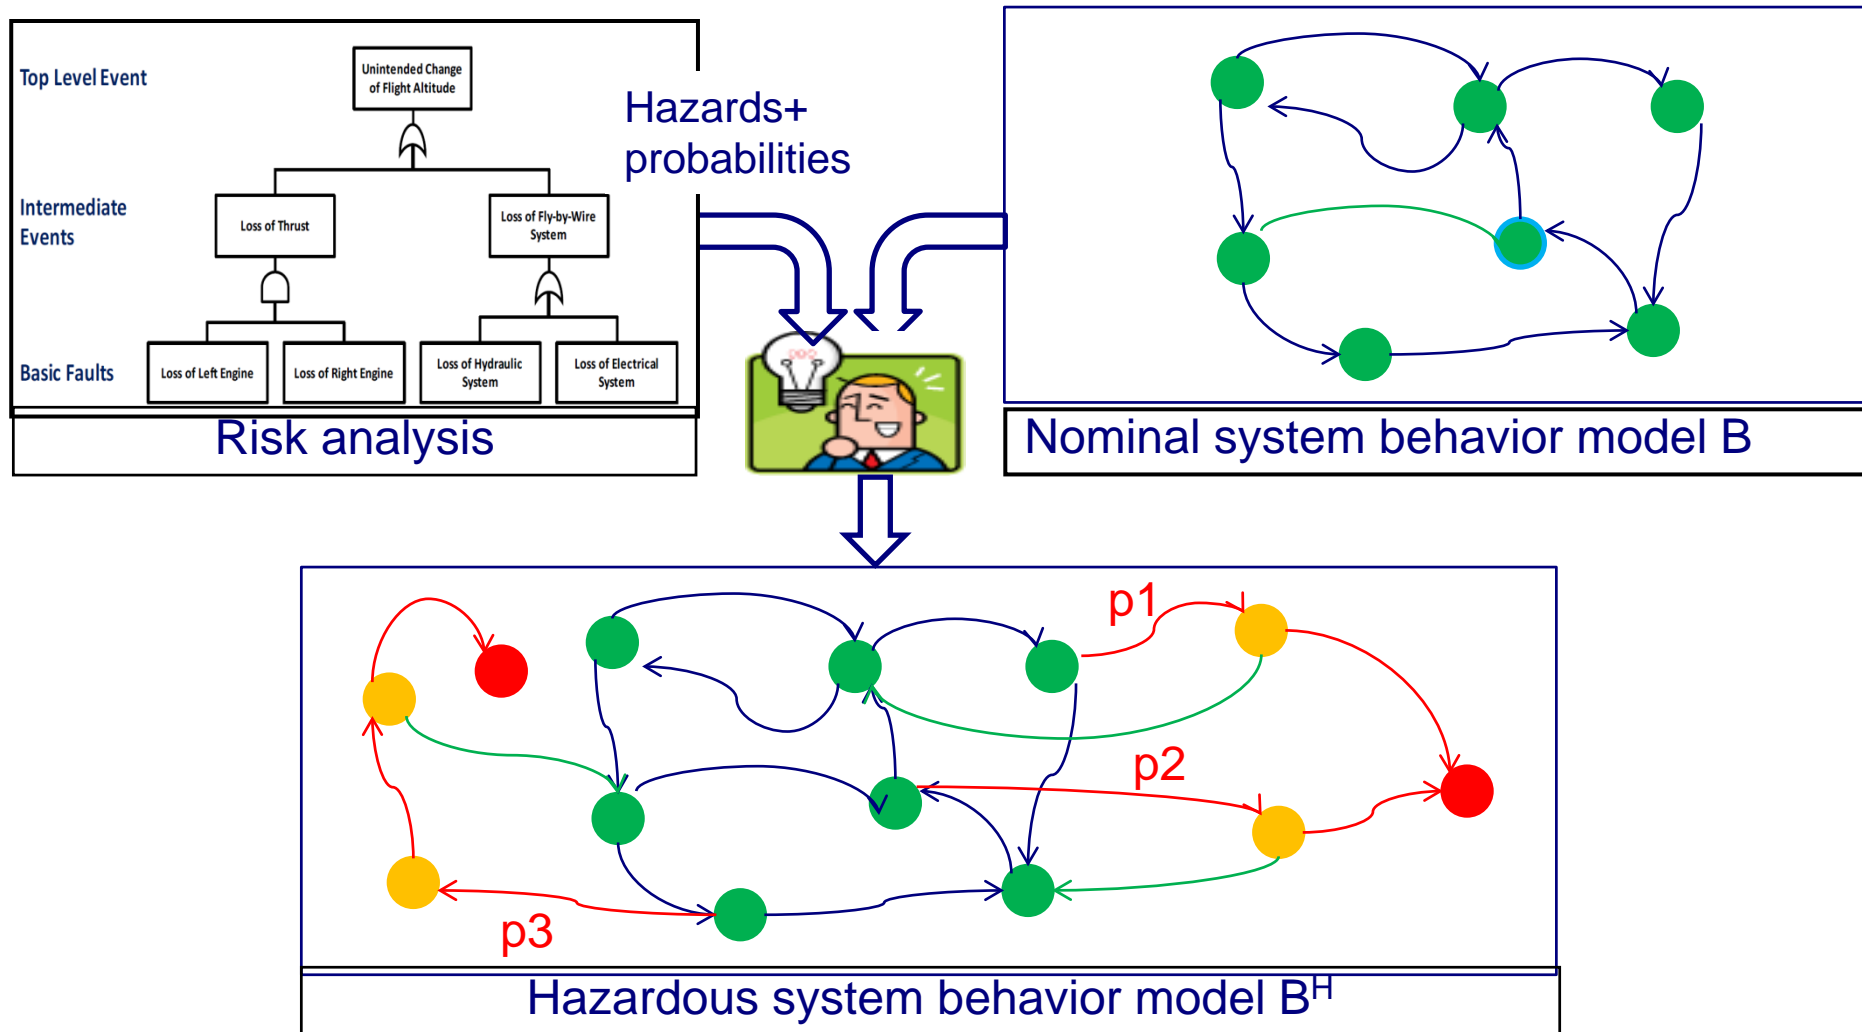 Top Level Event
Unintended Change
of Flight Altitude
Intermediate
Events
Loss of Thrust
Loss of Fly-by-Wire
System
Basic Faults
Loss of Left Engine
Loss of Right Engine
Loss of Hydraulic
System
Loss of Electrical
System
Risk analysis
Hazards+
probabilities
Nominal system behavior model B
p1
p2
p3
Hazardous system behavior model Bᴴ